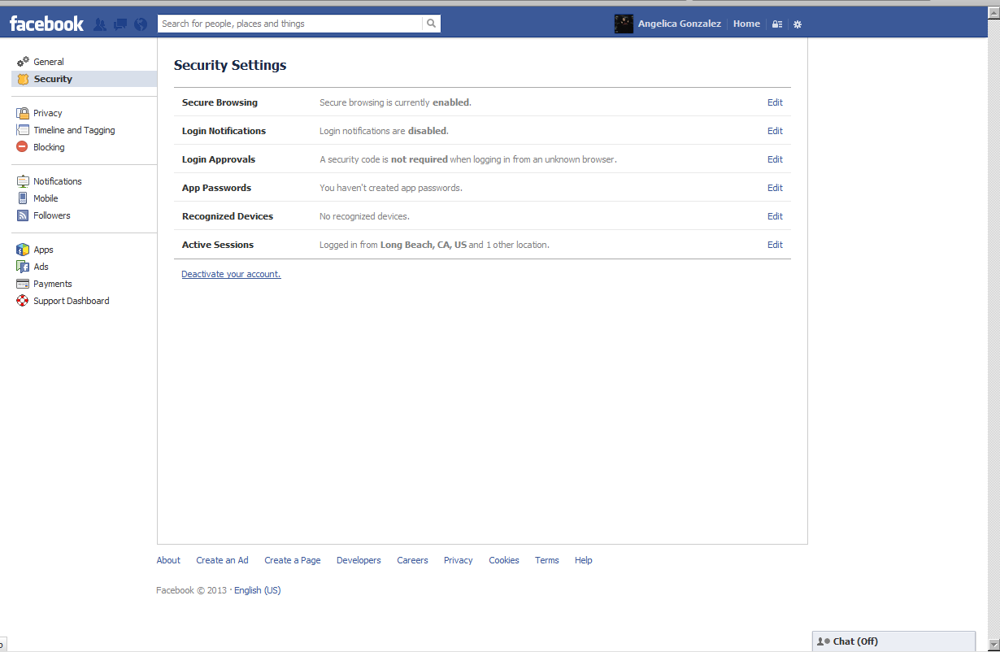 facebook
Search for people, places and things
Angelica Gonzalez
Home
General
Security
Privacy
Timeline and Tagging
Blocking
Notifications
Mobile
Followers
Apps
Ads
Payments
Support Dashboard
Security Settings
Secure Browsing Secure browsing is currently enabled. Edit
Login Notifications Login notifications are disabled. Edit
Login Approvals A security code is not required when logging in from an unknown browser. Edit
App Passwords You haven't created app passwords. Edit
Recognized Devices No recognized devices. Edit
Active Sessions Logged in from Long Beach, CA, US and 1 other location. Edit
Deactivate your account.
About Create an Ad Create a Page Developers Careers Privacy Cookies Terms Help
Facebook © 2013 · English (US)
Chat (Off)